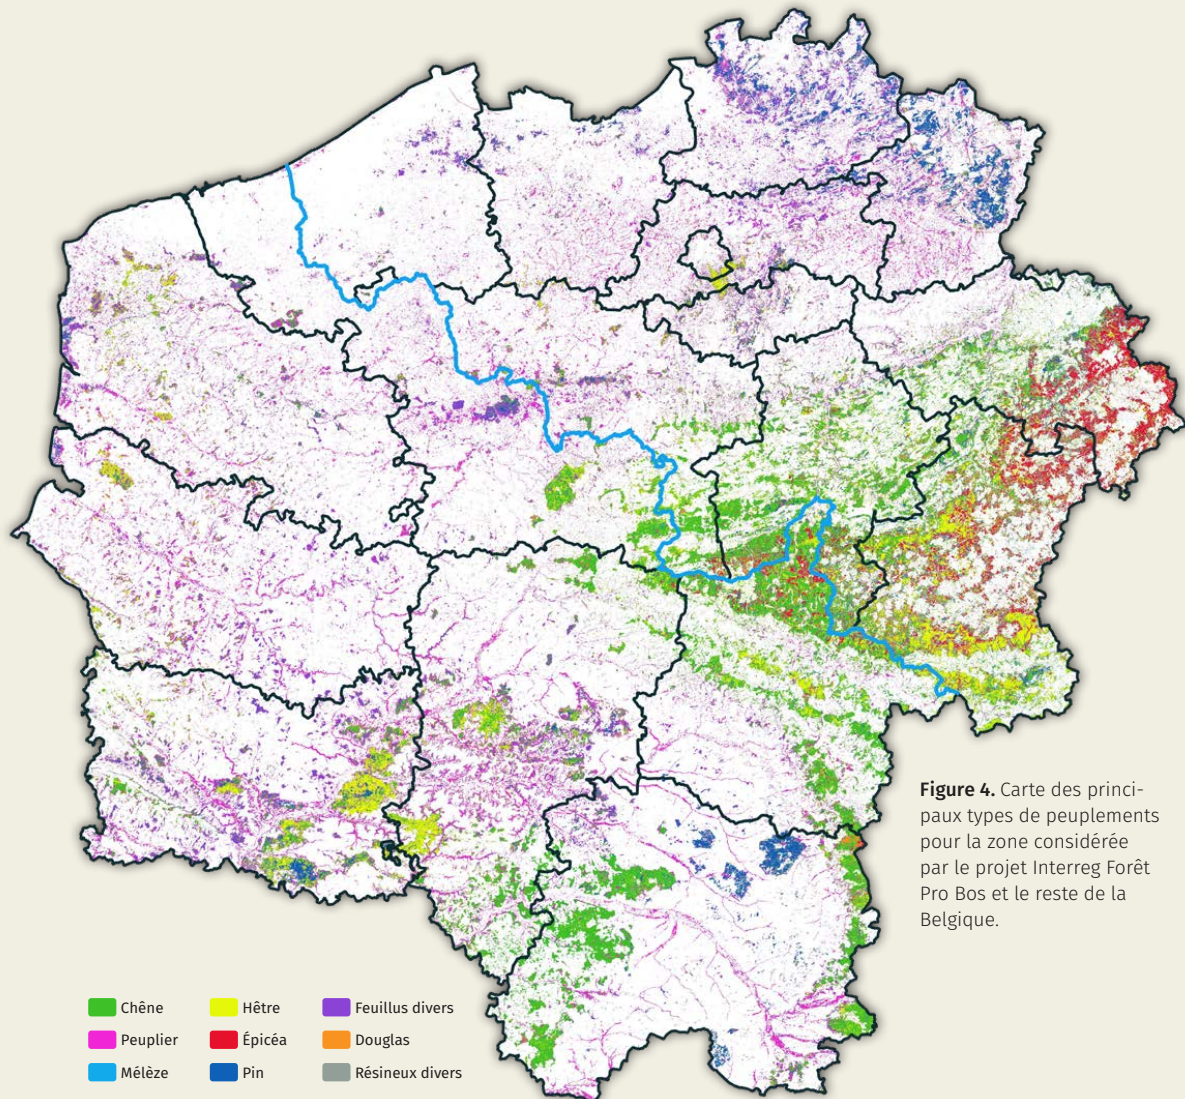 Figure 4. Carte des princi-
paux types de peuplements
pour la zone considérée
par le projet Interreg Forêt
Pro Bos et le reste de la
Belgique.
Chêne Hêtre Feuillus divers
Peuplier Épicéa Douglas
Mélèze Pin Résineux divers